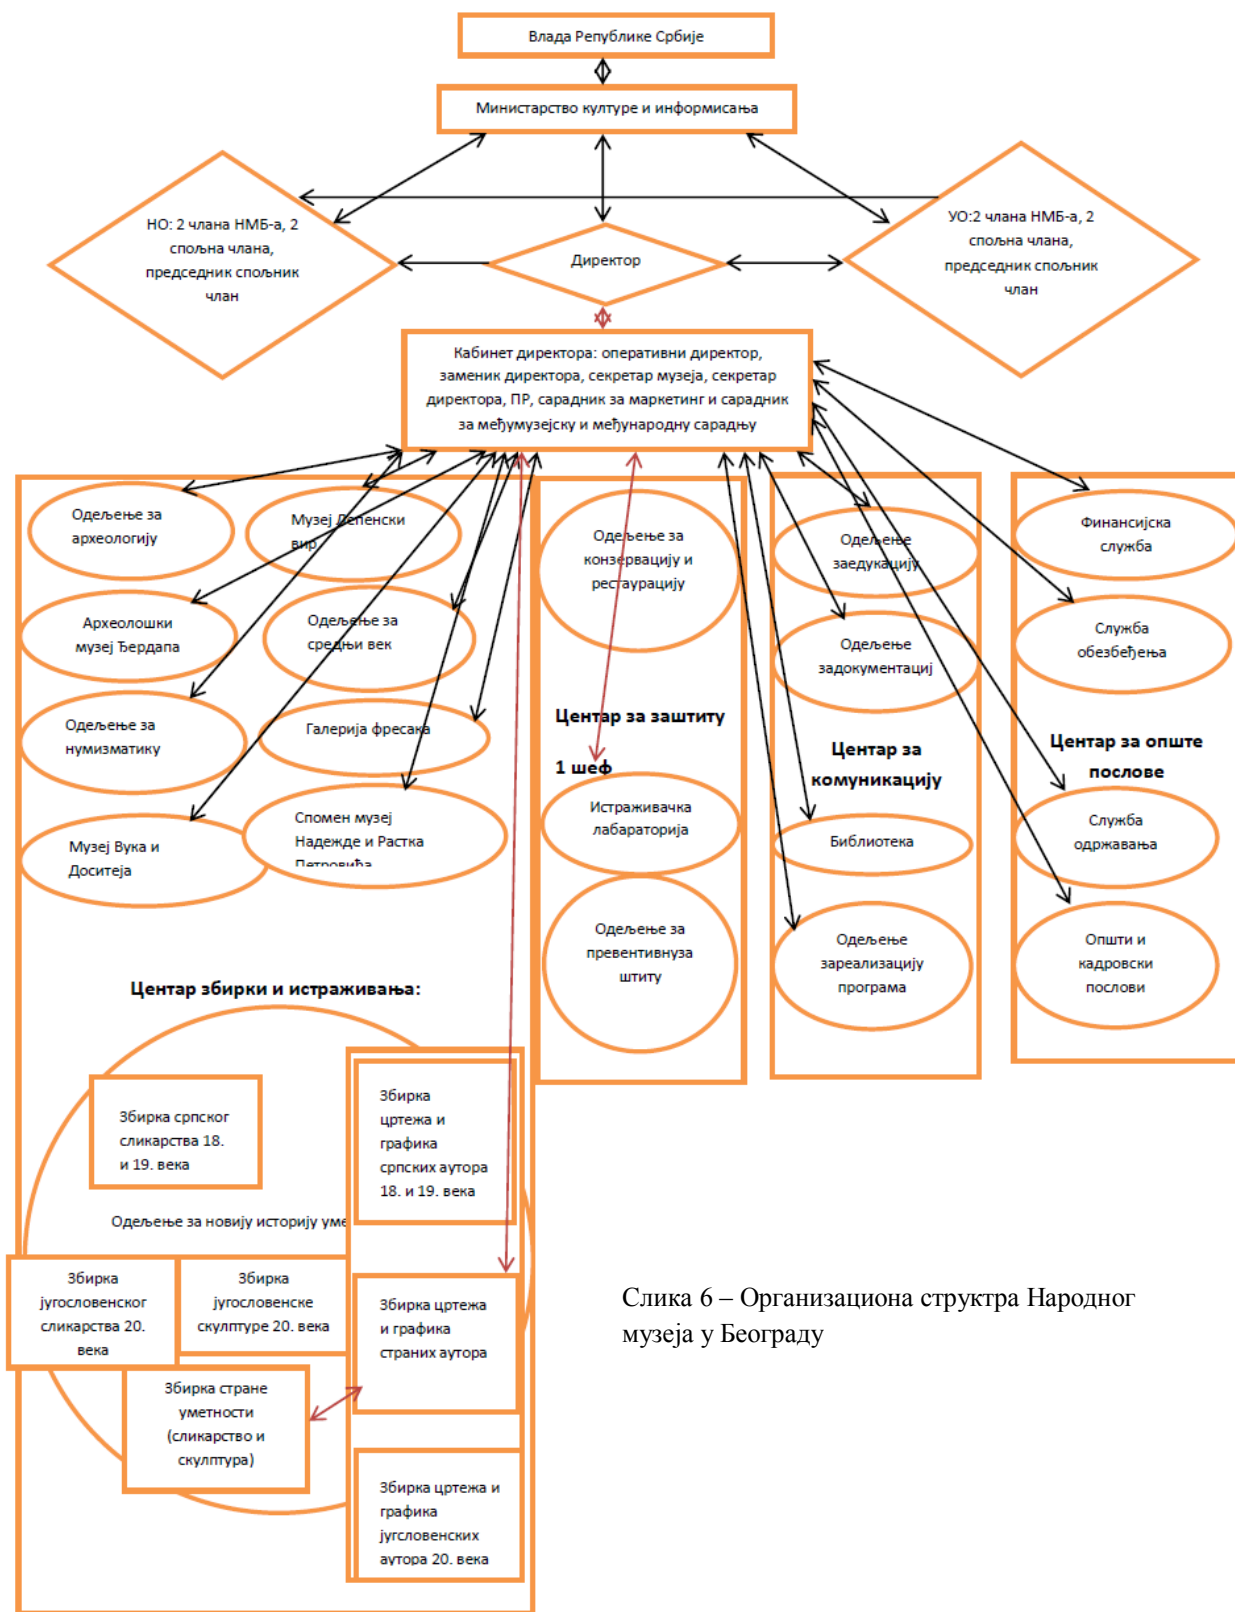 Влада Републике Србије
Министарство културе и информисања
НО: 2 члана НМБ-а, 2
спољна члана,
председник спољник
члан
Директор
УО:2 члана НМБ-а, 2
спољна члана,
председник спољник
члан
Кабинет директора: оперативни директор,
заменик директора, секретар музеја, секретар
директора, ПР, сарадник за маркетинг и сарадник
за међумузејску и међународну сарадњу
Одељење за
археологију
Музеј Лепенски
вир
Археолошки
музеј Ђердапа
Одељење за
средњи век
Одељење за
нумизматику
Галерија фресака
Музеј Вука и
Доситеја
Спомен музеј
Надежде и Растка
Петровића
Одељење за
конзервацију и
рестаурацију
Центар за заштиту
1 шеф
Истраживачка
лабараторија
Одељење за
превентивнуза
штиту
Одељење
заедукацију
Одељење
задокументациј
Центар за
комуникацију
Библиотека
Одељење
зареализацију
програма
Финансијска
служба
Служба
обезбеђења
Центар за опште
послове
Служба
одржавања
Општи и
кадровски
послови
Центар збирки и истраживања:
Збирка српског
сликарства 18.
и 19. века
Збирка
цртежа и
графика
српских аутора
18. и 19. века
Одељење за новију историју уме
Збирка
југословенског
сликарства 20.
века
Збирка
југословенске
скулптуре 20. века
Збирка цртежа
и графика
страних аутора
Збирка стране
уметности
(сликарство и
скулптура)
Збирка цртежа и
графика
југсловенских
аутора 20. века
Слика 6 – Организациона структра Народног
музеја у Београду